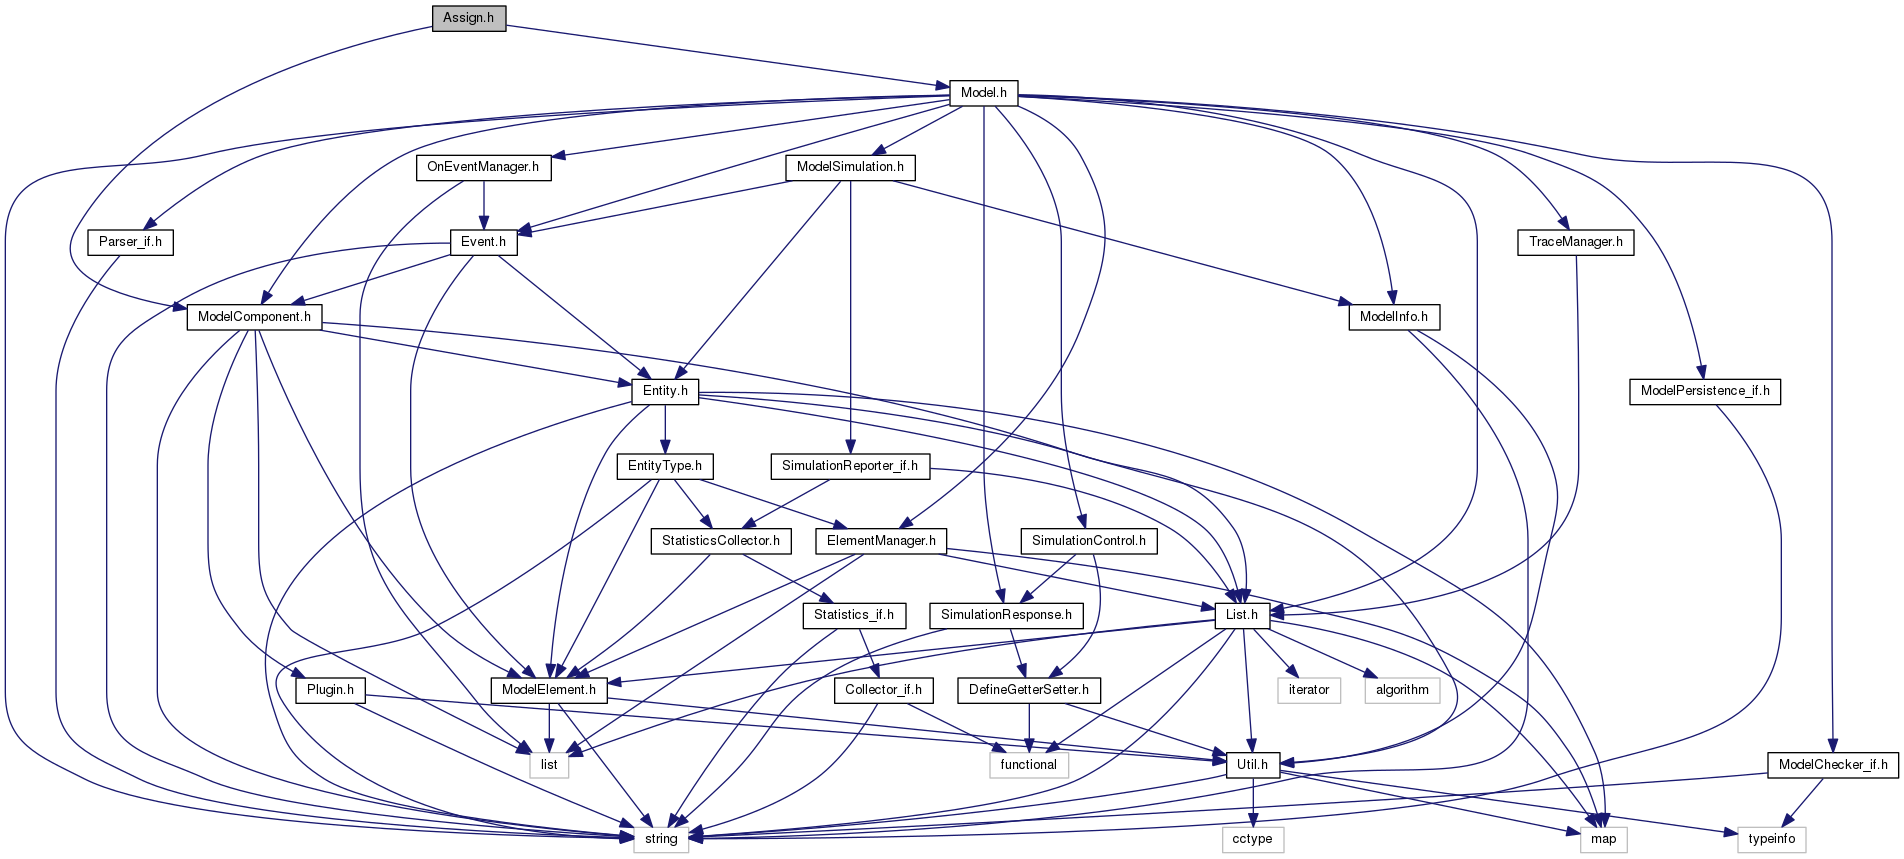 Assign.h
Model.h
OnEventManager.h
ModelSimulation.h
Parser_if.h
Event.h
TraceManager.h
ModelComponent.h
ModelInfo.h
Entity.h
ModelPersistence_if.h
EntityType.h
SimulationReporter_if.h
StatisticsCollector.h
ElementManager.h
SimulationControl.h
Statistics_if.h
SimulationResponse.h
List.h
Plugin.h
ModelElement.h
Collector_if.h
DefineGetterSetter.h
iterator
algorithm
list
functional
Util.h
ModelChecker_if.h
string
cctype
map
typeinfo